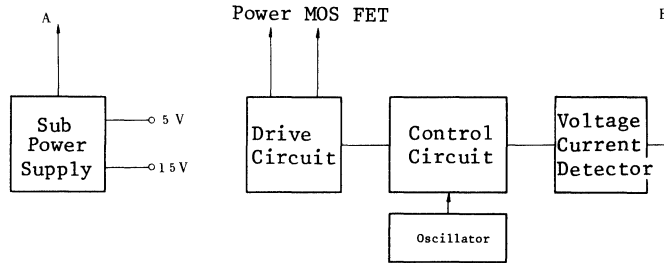 A
Power MOS FET
Sub
Power
Supply
5 V
15V
Drive
Circuit
Control
Circuit
Voltage
Current
Detector
Oscillator